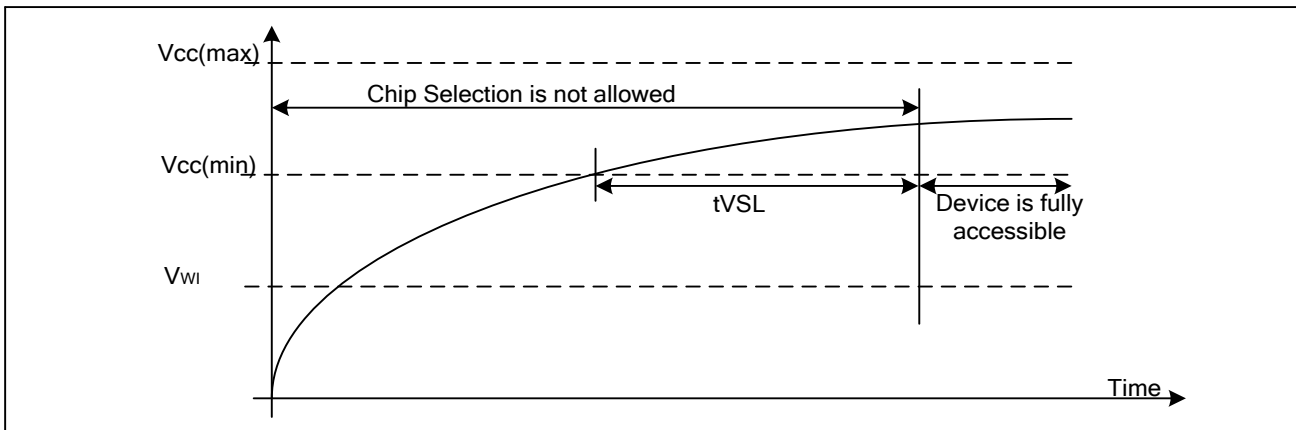 Vcc(max)
Chip Selection is not allowed
Vcc(min)
tVSL
Device is fully
accessible
VWI
Time